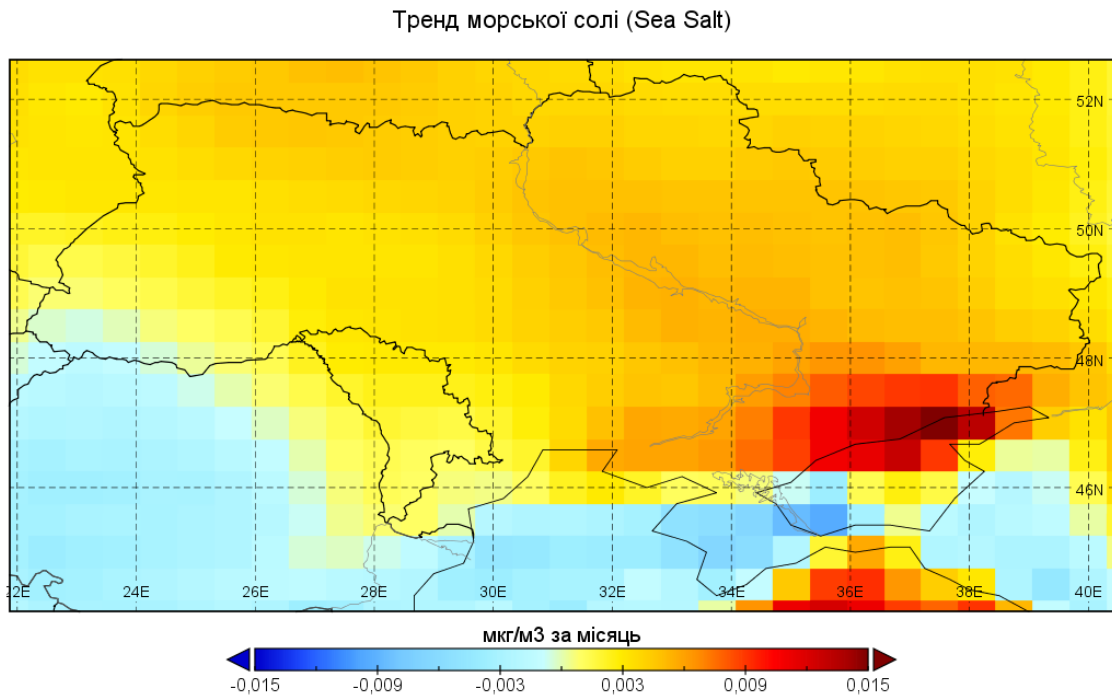 Тренд морської солі (Sea Salt)
52N
50N
48N
46N
22E 24E 26E 28E 30E 32E 34E 36E 38E 40E
мкг/м3 за місяць
-0,015 -0,009 -0,003 0,003 0,009 0,015